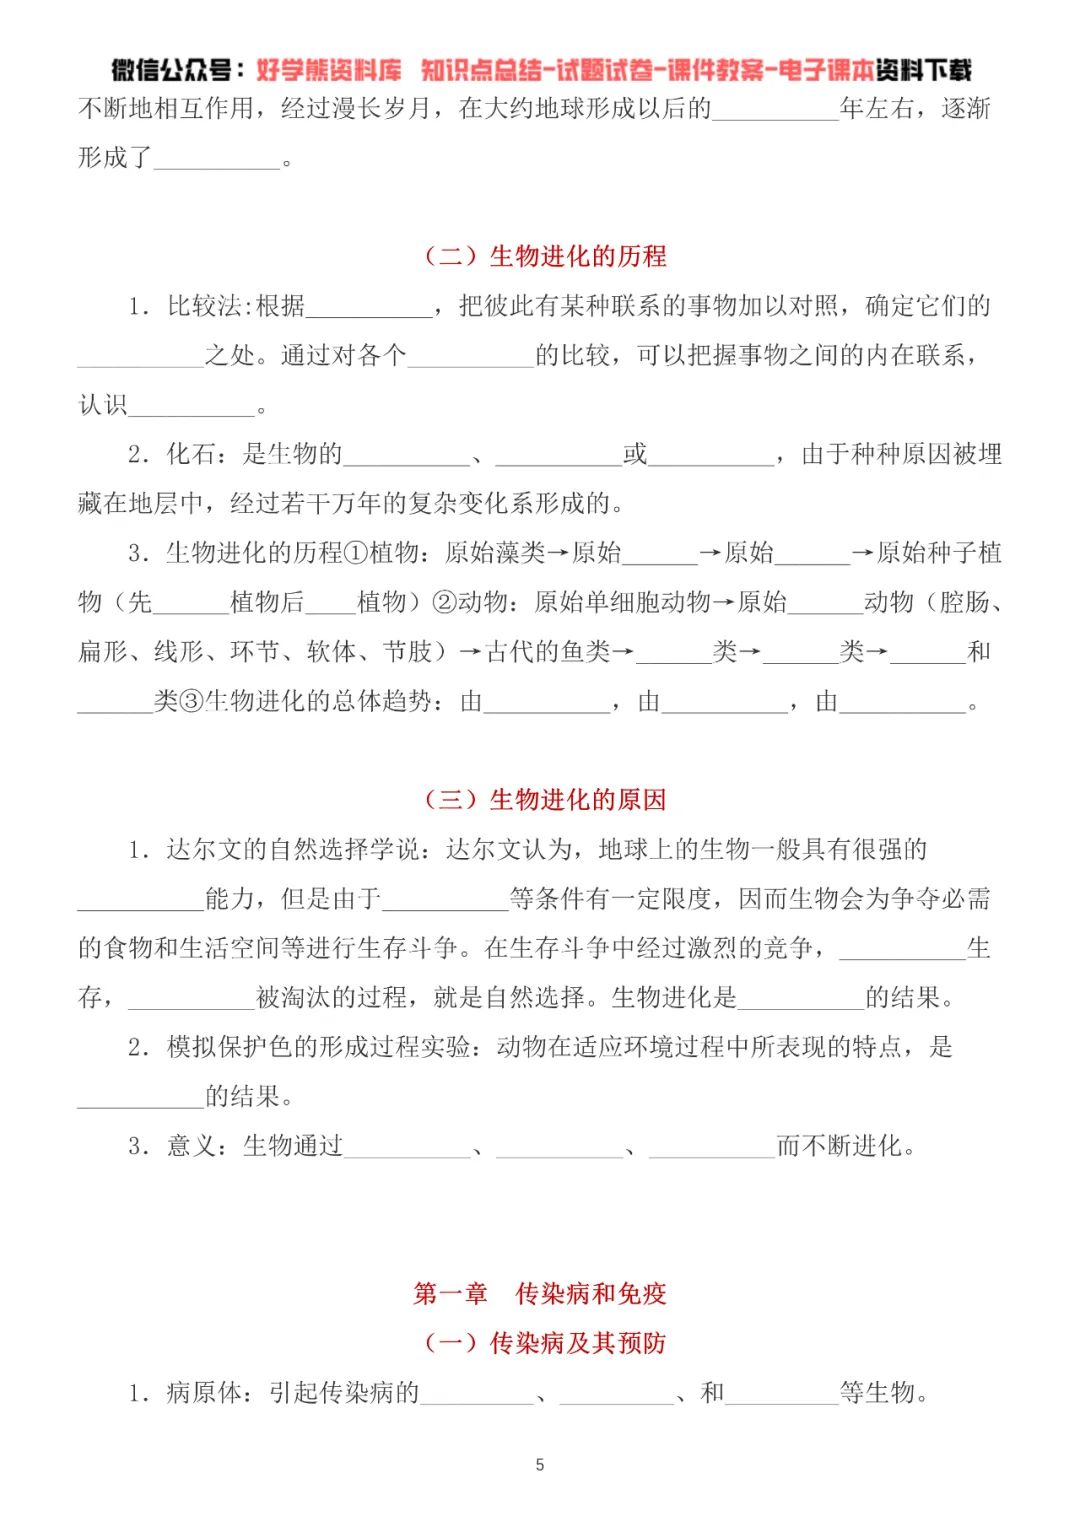 微信公众号：好学熊资料库 知识点总结-试题试卷-课件教案-电子课本资料下载
不断地相互作用，经过漫长岁月，在大约地球形成以后的__________年左右，逐渐
形成了__________。
（二）生物进化的历程
1．比较法:根据__________，把彼此有某种联系的事物加以对照，确定它们的
__________之处。通过对各个__________的比较，可以把握事物之间的内在联系，
认识__________。
2．化石：是生物的__________、__________或__________，由于种种原因被埋
藏在地层中，经过若干万年的复杂变化系形成的。
3．生物进化的历程①植物：原始藻类→原始______→原始______→原始种子植
物（先______植物后____植物）②动物：原始单细胞动物→原始______动物（腔肠、
扁形、线形、环节、软体、节肢）→古代的鱼类→______类→______类→______和
______类③生物进化的总体趋势：由__________，由__________，由__________。
（三）生物进化的原因
1．达尔文的自然选择学说：达尔文认为，地球上的生物一般具有很强的
__________能力，但是由于__________等条件有一定限度，因而生物会为争夺必需
的食物和生活空间等进行生存斗争。在生存斗争中经过激烈的竞争，__________生
存，__________被淘汰的过程，就是自然选择。生物进化是__________的结果。
2．模拟保护色的形成过程实验：动物在适应环境过程中所表现的特点，是
__________的结果。
3．意义：生物通过__________、__________、__________而不断进化。
第一章 传染病和免疫
（一）传染病及其预防
1．病原体：引起传染病的_________、_________、和_________等生物。
5